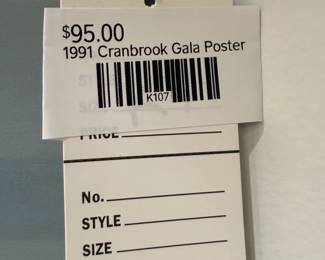 $95.00
1991 Cranbrook Gala Poster
K107
PRICE
No.
STYLE
SIZE